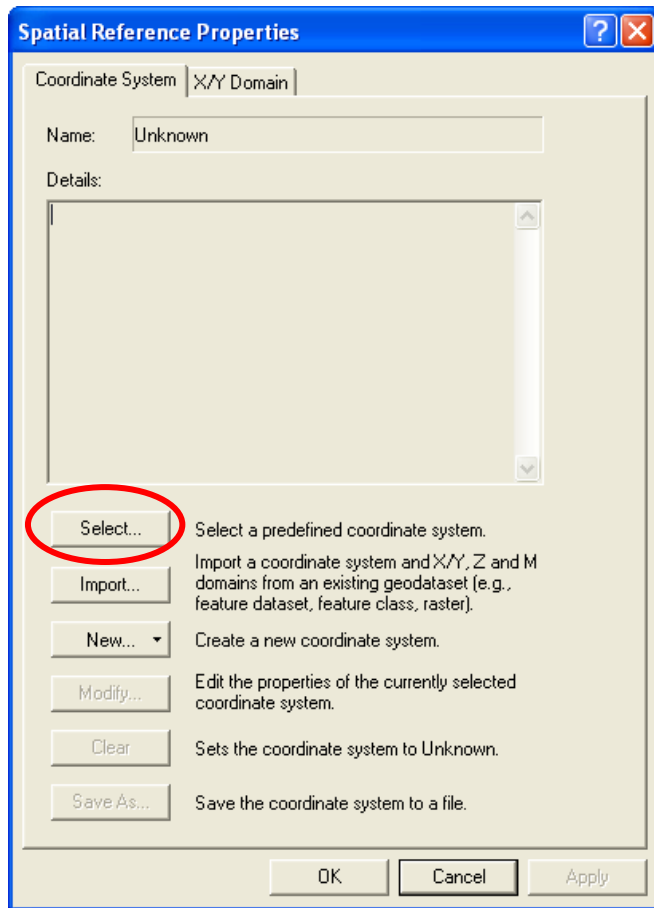 Spatial Reference Properties
Coordinate System
X/Y Domain
Name:
Unknown
Details:
Select...
Select a predefined coordinate system.
Import...
Import a coordinate system and X/Y, Z and M
domains from an existing geodataset (e.g.,
feature dataset, feature class, raster).
New...
Create a new coordinate system.
Modify...
Edit the properties of the currently selected
coordinate system.
Clear
Sets the coordinate system to Unknown.
Save As...
Save the coordinate system to a file.
OK
Cancel
Apply